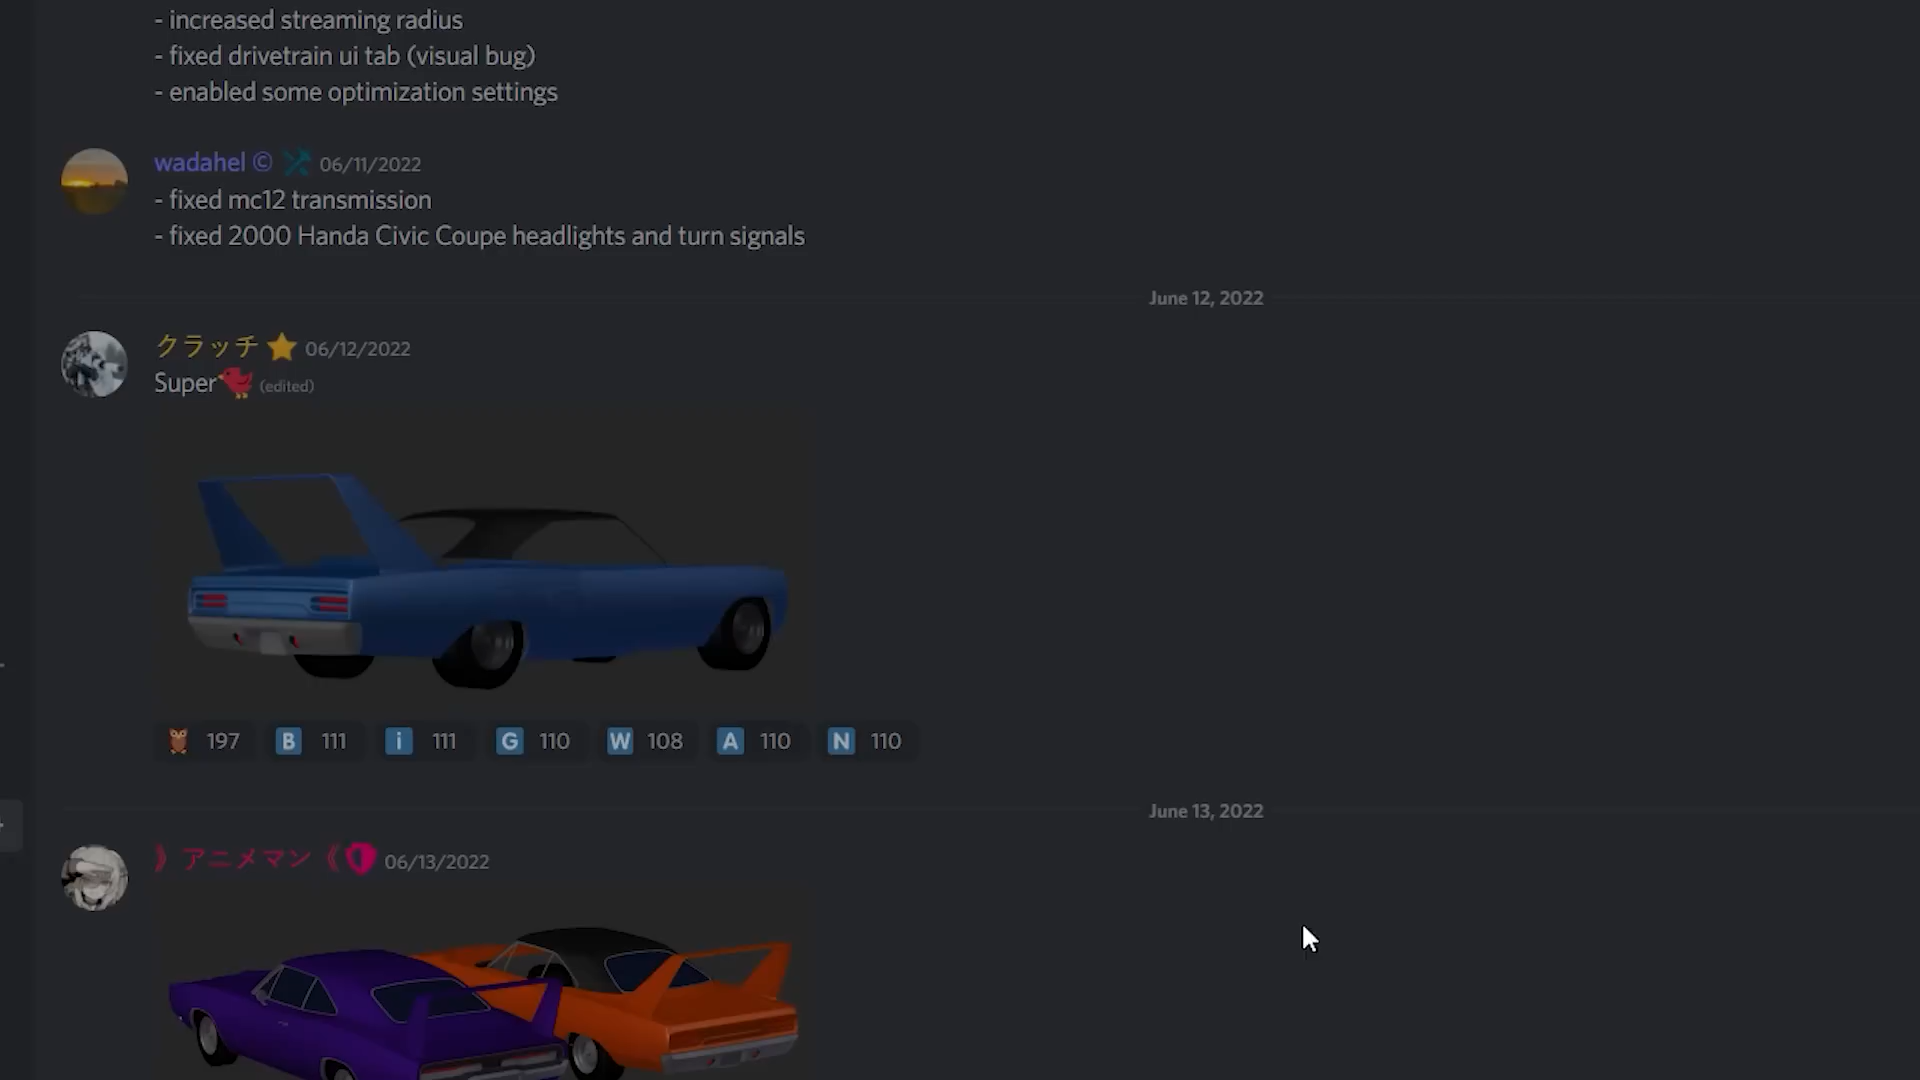 - increased streaming radius
- fixed drivetrain ui tab (visual bug)
- enabled some optimization settings
wadahel © 06/11/2022
- fixed mc12 transmission
- fixed 2000 Handa Civic Coupe headlights and turn signals
June 12, 2022
クラッチ 06/12/2022
Super (edited)
197 B 111 i 111 G 110 W 108 A 110 N 110
June 13, 2022
》アニメマン《 06/13/2022